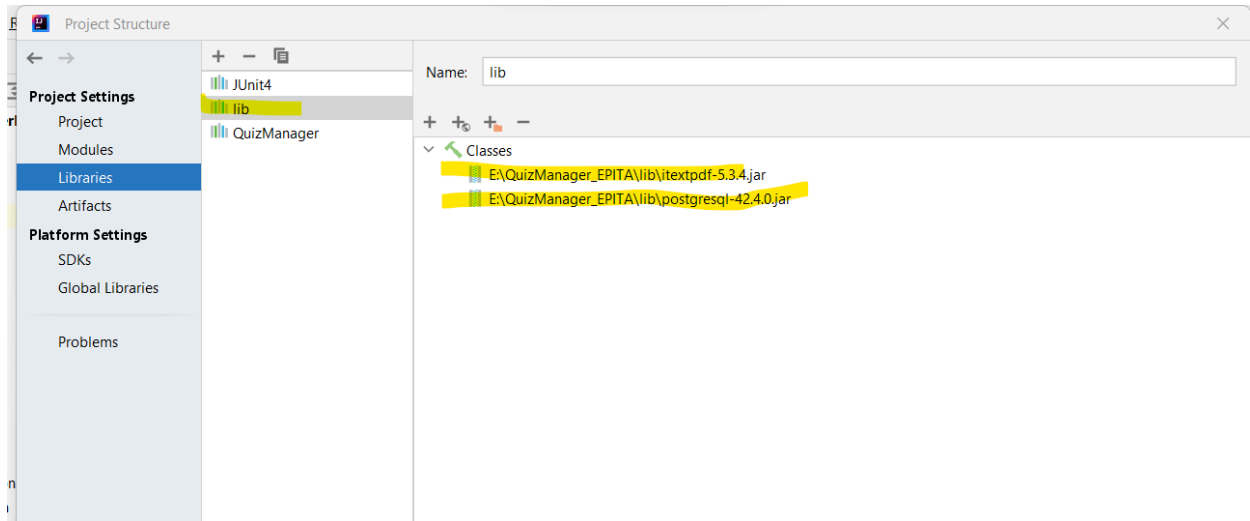 Project Structure
Project Settings
Project
Modules
Libraries
Artifacts
Platform Settings
SDKs
Global Libraries
Problems
JUnit4
lib
QuizManager
Name: lib
Classes
E:\QuizManager_EPITA\lib\itextpdf-5.3.4.jar
E:\QuizManager_EPITA\lib\postgresql-42.4.0.jar